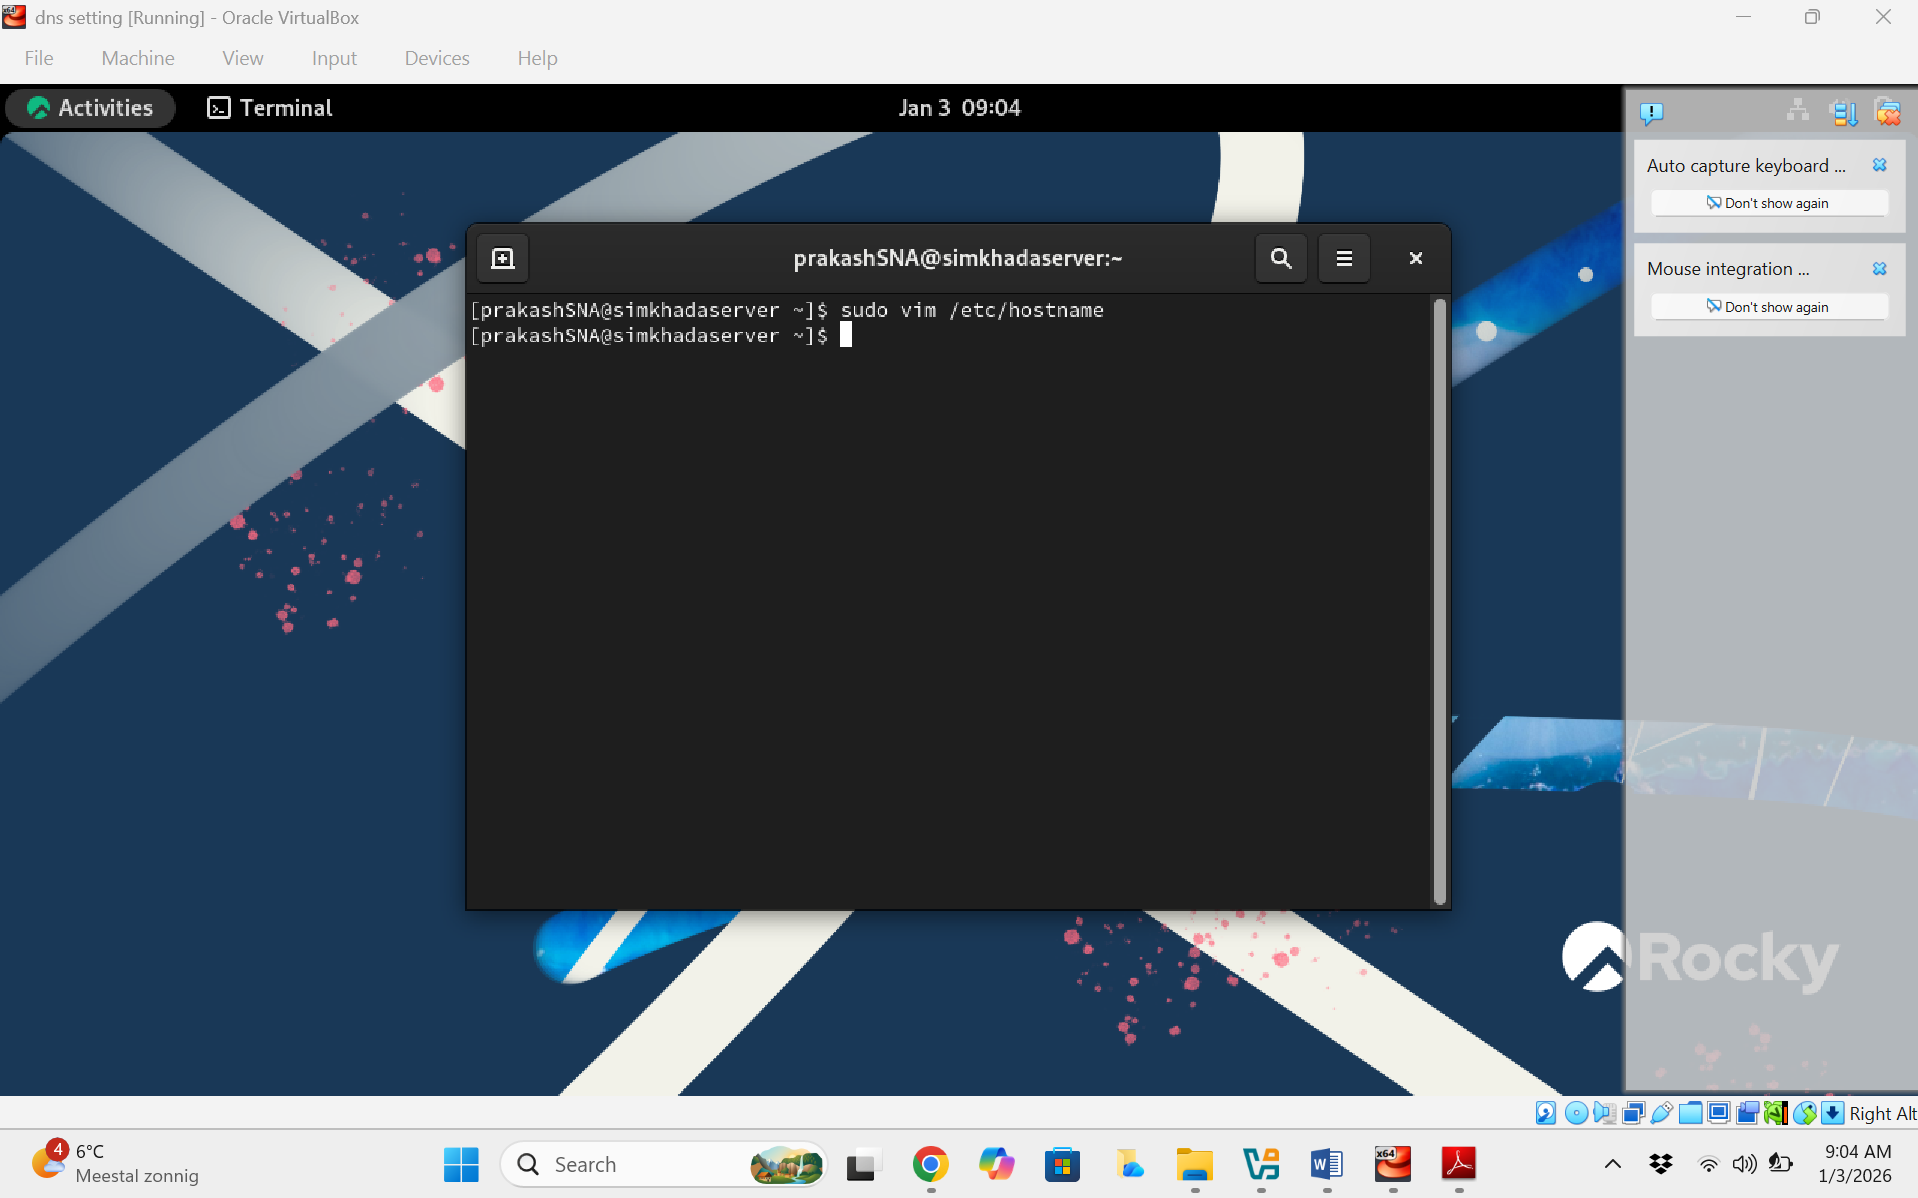 dns setting [Running] - Oracle VirtualBox
File Machine View Input Devices Help
Activities Terminal Jan 3 09:04
Auto capture keyboard ...
Don't show again
Mouse integration ...
Don't show again
prakashSNA@simkhadaserver:~
[prakashSNA@simkhadaserver ~]$ sudo vim /etc/hostname
[prakashSNA@simkhadaserver ~]$
Rocky
Right Alt
4
6°C
Meestal zonnig
Search
x64
9:04 AM
1/3/2026